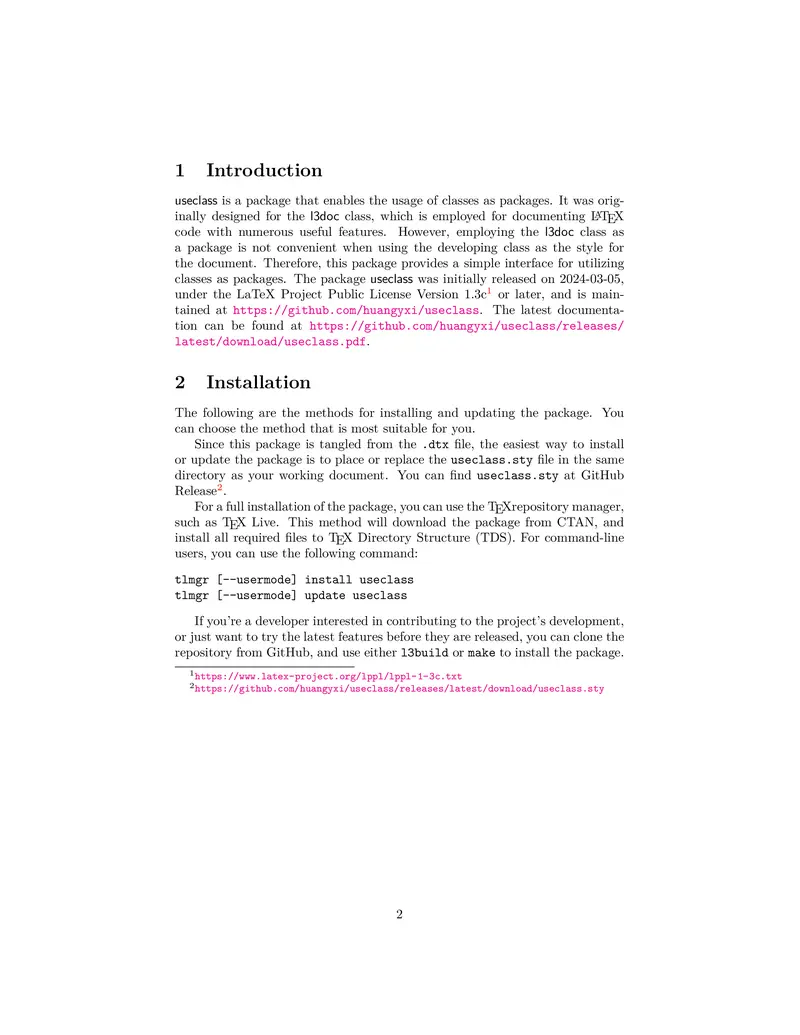 1 Introduction
useclass is a package that enables the usage of classes as packages. It was orig-
inally designed for the l3doc class, which is employed for documenting LATEX
code with numerous useful features. However, employing the l3doc class as
a package is not convenient when using the developing class as the style for
the document. Therefore, this package provides a simple interface for utilizing
classes as packages. The package useclass was initially released on 2024-03-05,
under the LaTeX Project Public License Version 1.3c1 or later, and is main-
tained at https://github.com/huangyxi/useclass. The latest documenta-
tion can be found at https://github.com/huangyxi/useclass/releases/
latest/download/useclass.pdf.
2 Installation
The following are the methods for installing and updating the package. You
can choose the method that is most suitable for you.
Since this package is tangled from the .dtx file, the easiest way to install
or update the package is to place or replace the useclass.sty file in the same
directory as your working document. You can find useclass.sty at GitHub
Release2.
For a full installation of the package, you can use the TEXrepository manager,
such as TEX Live. This method will download the package from CTAN, and
install all required files to TEX Directory Structure (TDS). For command-line
users, you can use the following command:
tlmgr [--usermode] install useclass
tlmgr [--usermode] update useclass
If you're a developer interested in contributing to the project's development,
or just want to try the latest features before they are released, you can clone the
repository from GitHub, and use either l3build or make to install the package.
1https://www.latex-project.org/lppl/lppl-1-3c.txt
2https://github.com/huangyxi/useclass/releases/latest/download/useclass.sty
2